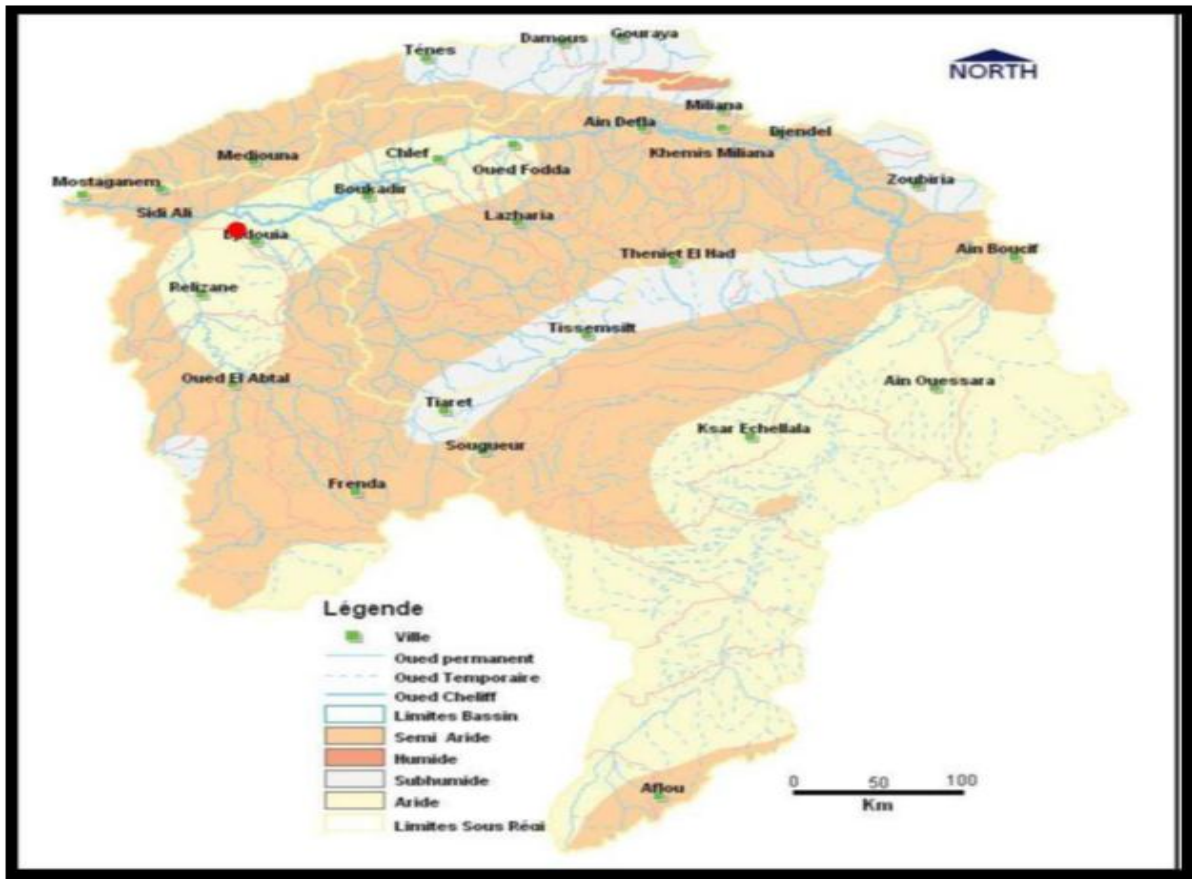 Gouraya
Damous
Ténes
NORTH
Miliana
Ain Defla
Djendel
Khemis Miliana
Medjouna
Chlef
Oued Fodda
Mostaganem
Boukadir
Zoubiria
Sidi Ali
Lazharia
Djdouia
Theniet El Had
Ain Boucif
Relizane
Tissemsilt
Oued El Abtal
Ain Ouessara
Tiaret
Ksar Echellala
Sougueur
Frenda
Légende
Ville
Oued permanent
Oued Temporaire
Oued Cheliff
Limites Bassin
Semi Aride
Humide
Subhumide
Aride
Limites Sous Régi
Aflou
0 50 100
Km